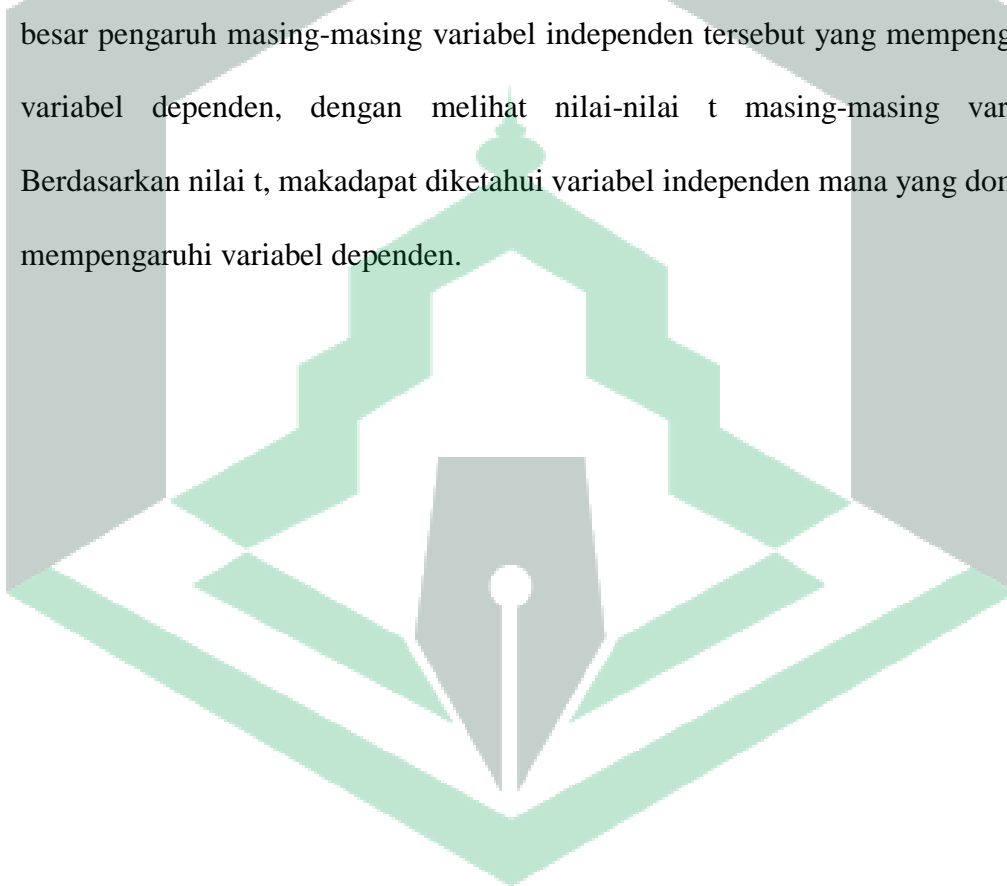 besar pengaruh masing-masing variabel independen tersebut yang mempeng
variabel dependen, dengan melihat nilai-nilai t masing-masing var
Berdasarkan nilai t, makadapat diketahui variabel independen mana yang dor
mempengaruhi variabel dependen.